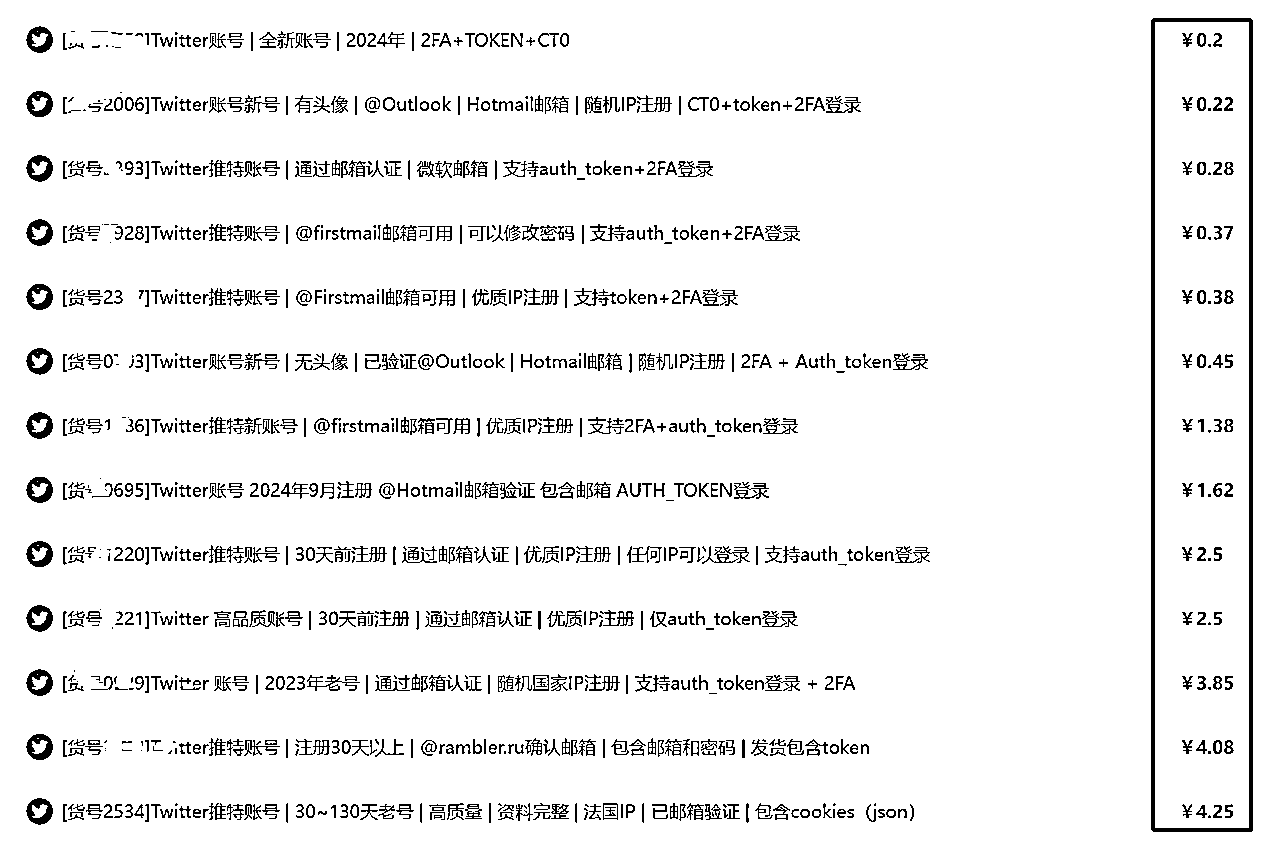 Twitter账号 | 全新账号 | 2024年 | 2FA+TOKEN+CT0 ¥0.2
2006]Twitter账号新号 | 有头像 | @Outlook | Hotmail邮箱 | 随机IP注册 | CT0+token+2FA登录 ¥0.22
[货号 393]Twitter推特账号 | 通过邮箱认证 | 微软邮箱 | 支持auth_token+2FA登录 ¥0.28
[货号 928]Twitter推特账号 | @firstmail邮箱可用 | 可以修改密码 | 支持auth_token+2FA登录 ¥0.37
[货号23 7]Twitter推特账号 | @Firstmail邮箱可用 | 优质IP注册 | 支持token+2FA登录 ¥0.38
[货号0 3]Twitter账号新号 | 无头像 | 已验证@Outlook | Hotmail邮箱 | 随机IP注册 | 2FA + Auth_token登录 ¥0.45
[货号1 36]Twitter推特新账号 | @firstmail邮箱可用 | 优质IP注册 | 支持2FA+auth_token登录 ¥1.38
[货 0695]Twitter账号 2024年9月注册 @Hotmail邮箱验证 包含邮箱 AUTH_TOKEN登录 ¥1.62
[货号 220]Twitter推特账号 | 30天前注册 | 通过邮箱认证 | 优质IP注册 | 任何IP可以登录 | 支持auth_token登录 ¥2.5
[货号 221]Twitter 高品质账号 | 30天前注册 | 通过邮箱认证 | 优质IP注册 | 仅auth_token登录 ¥2.5
9]Twitter 账号 | 2023年老号 | 通过邮箱认证 | 随机国家IP注册 | 支持auth_token登录 + 2FA ¥3.85
[货号 tter推特账号 | 注册30天以上 | @rambler.ru确认邮箱 | 包含邮箱和密码 | 发货包含token ¥4.08
[货号2534]Twitter推特账号 | 30~130天老号 | 高质量 | 资料完整 | 法国IP | 已邮箱验证 | 包含cookies（json） ¥4.25